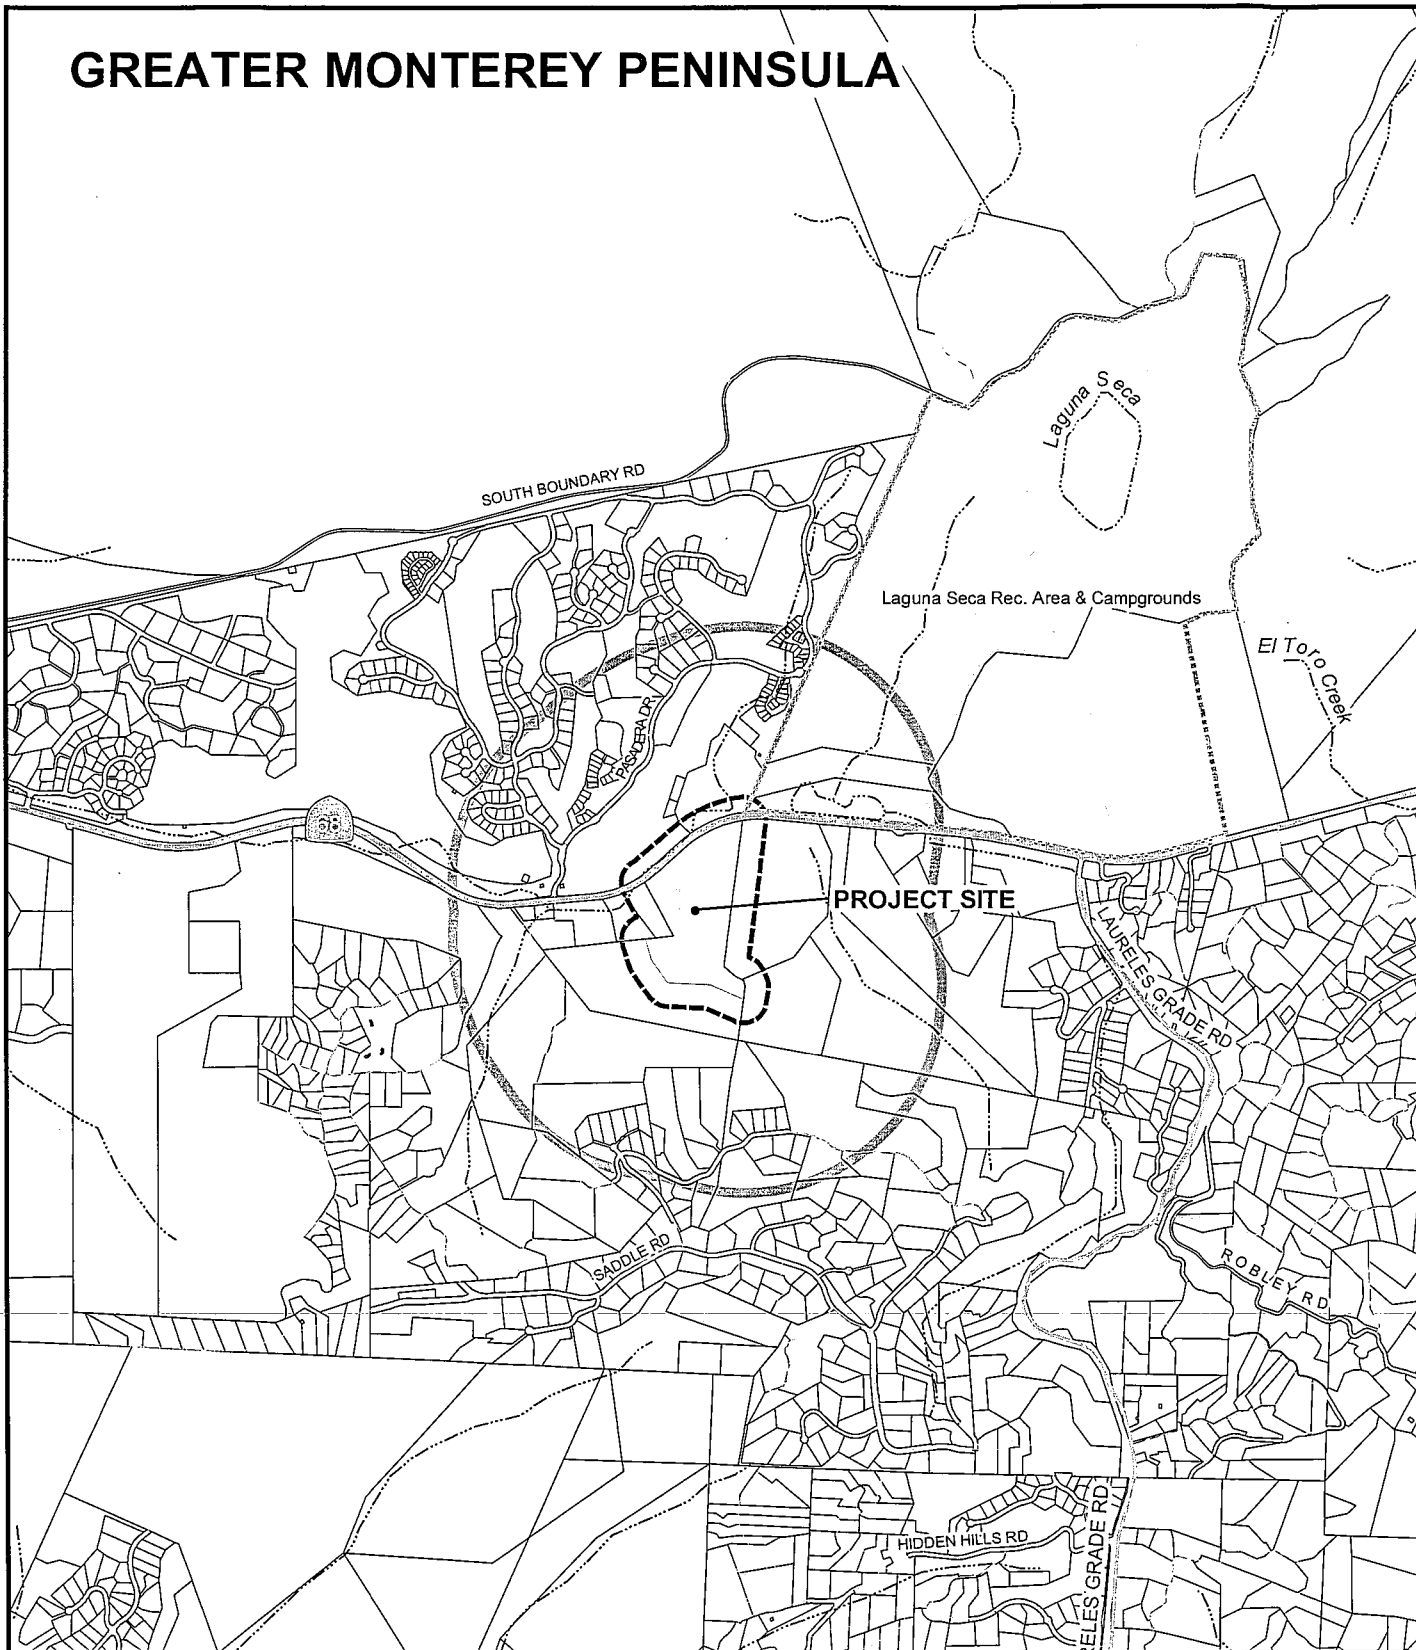 GREATER MONTEREY PENINSULA
Laguna Seca
SOUTH BOUNDARY RD
Laguna Seca Rec. Area & Campgrounds
El Toro Creek
PASADERA DR
68
PROJECT SITE
LAURELES GRADE RD
SADDLE RD
ROBLEY RD
HIDDEN HILLS RD
RELES GRADE RD